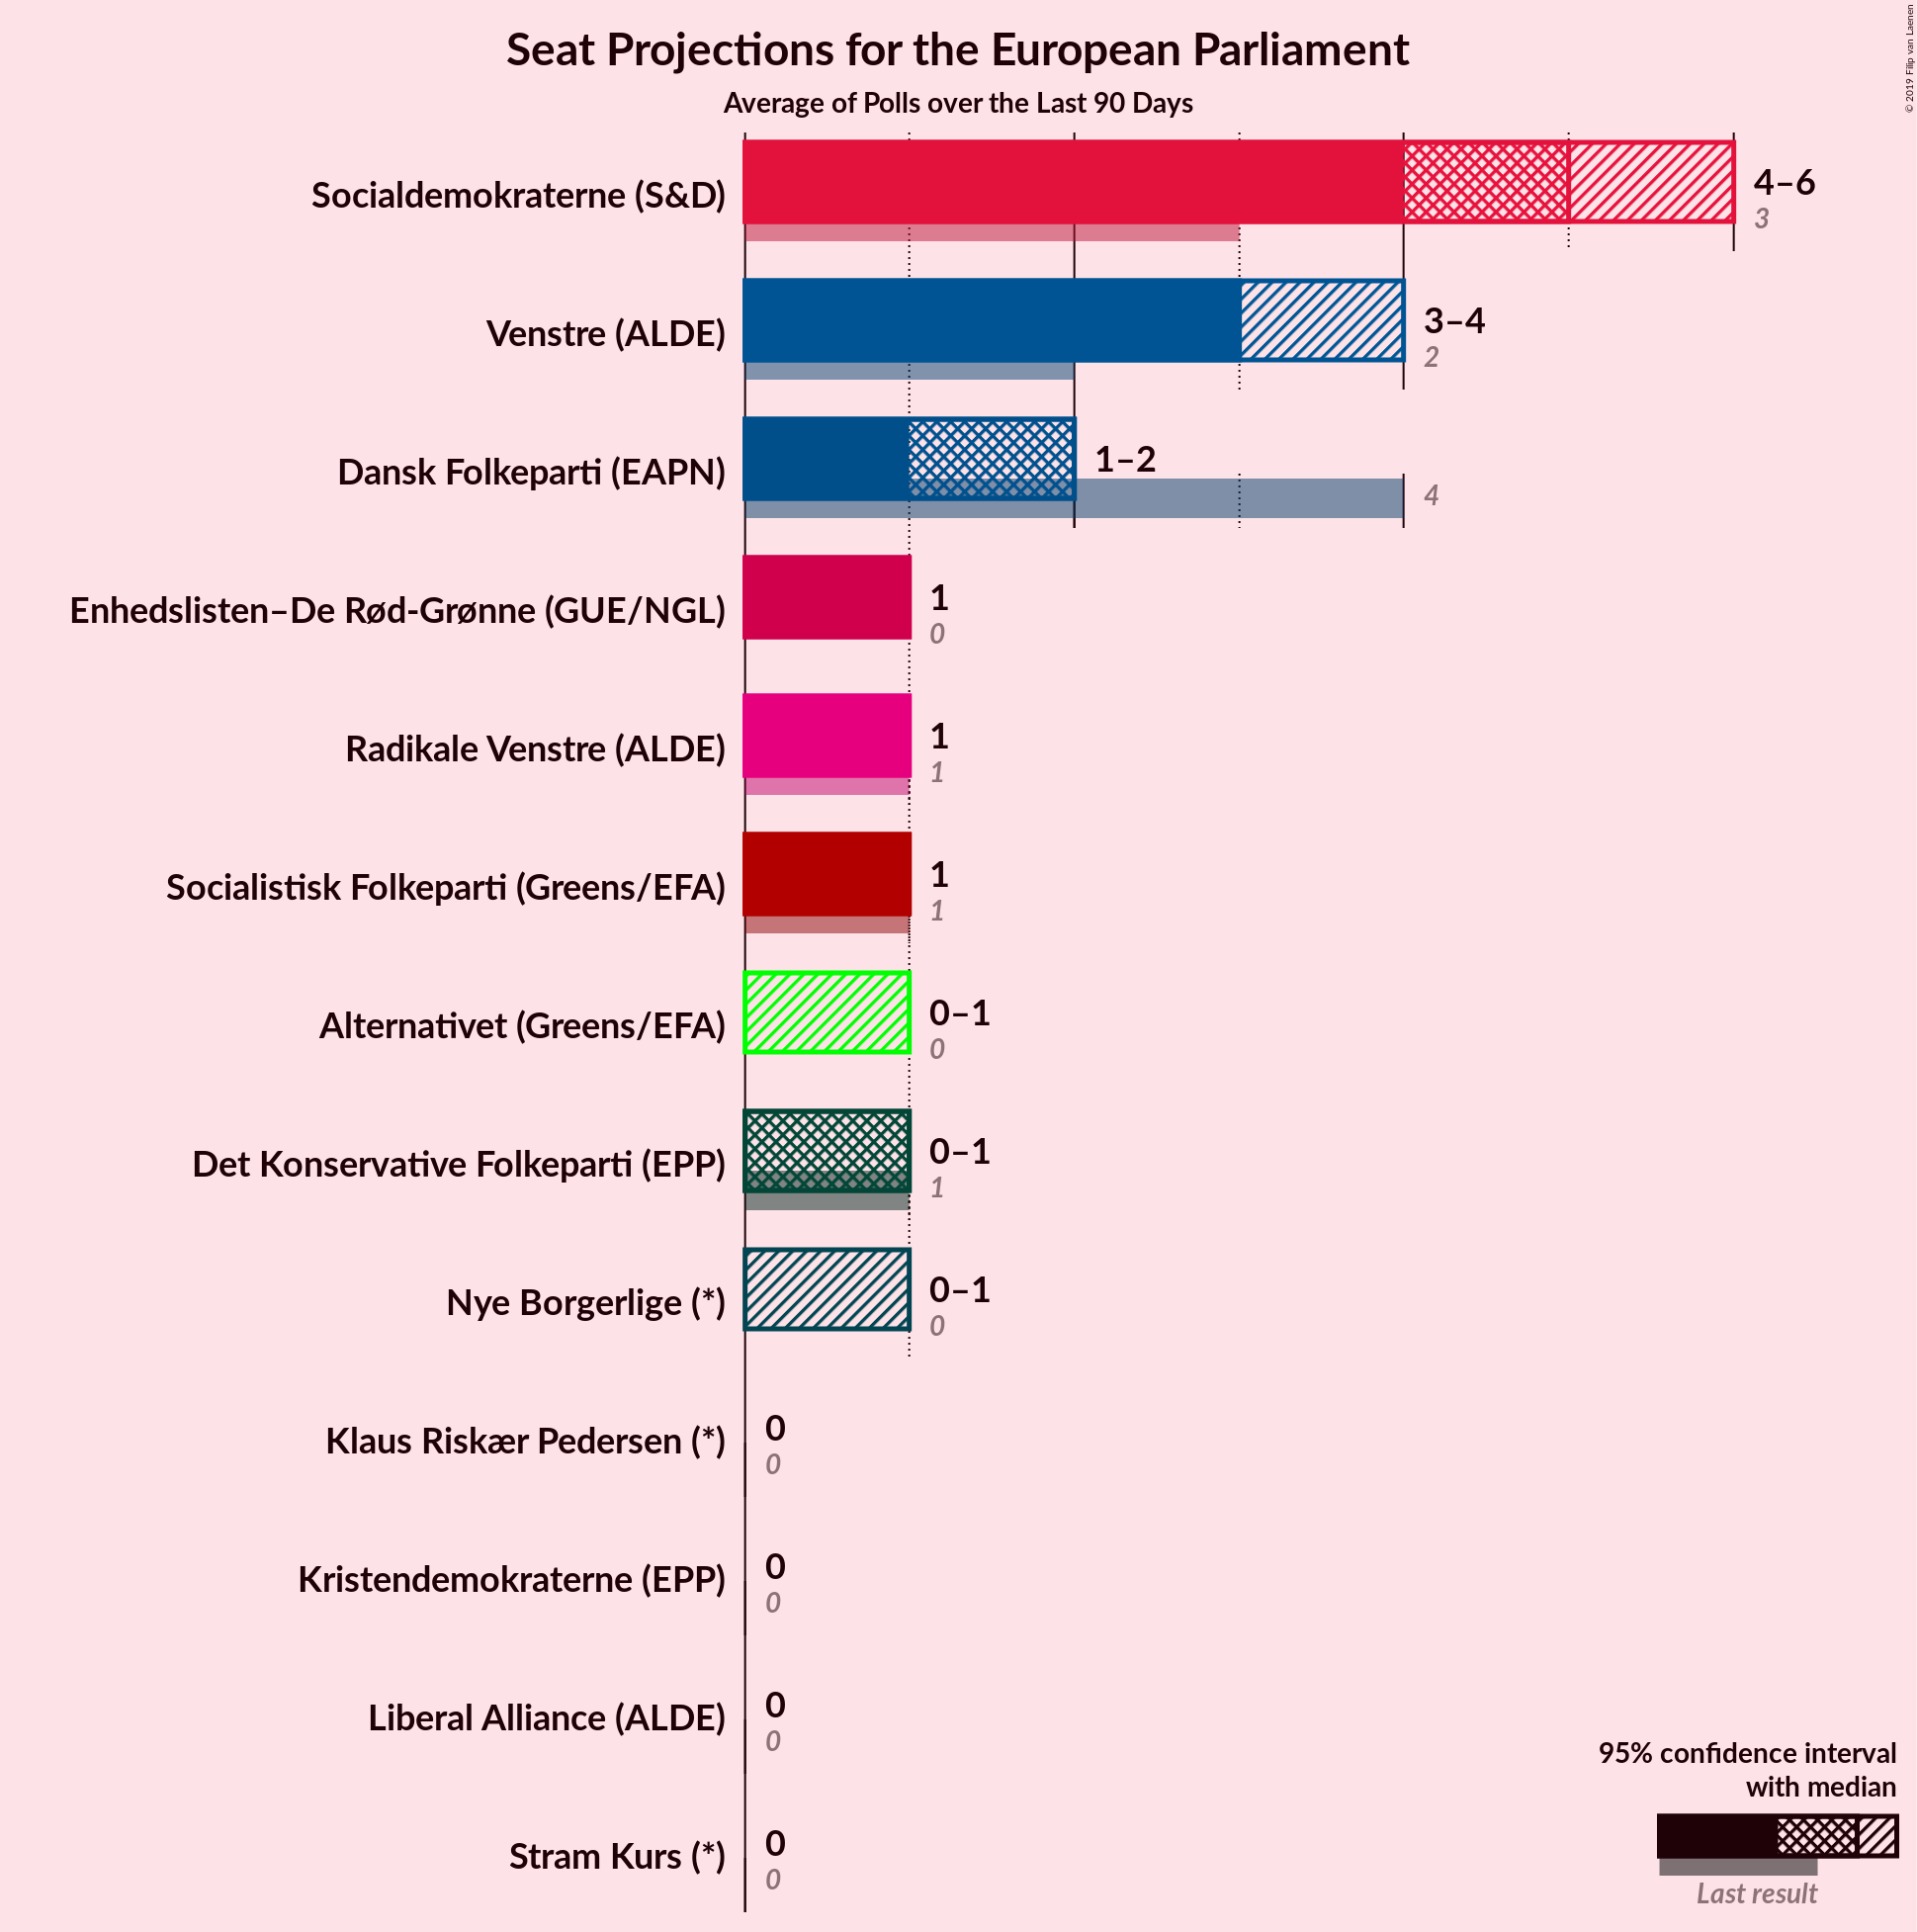 Seat Projections for the European Parliament
Average of Polls over the Last 90 Days
© 2019 Filip van Laenen
Socialdemokraterne (S&D)
4–6
3
Venstre (ALDE)
3–4
2
Dansk Folkeparti (EAPN)
1–2
4
Enhedslisten–De Rød-Grønne (GUE/NGL)
1
0
Radikale Venstre (ALDE)
1
1
Socialistisk Folkeparti (Greens/EFA)
1
1
Alternativet (Greens/EFA)
0–1
0
Det Konservative Folkeparti (EPP)
0–1
1
Nye Borgerlige (*)
0–1
0
Klaus Riskær Pedersen (*)
0
0
Kristendemokraterne (EPP)
0
0
Liberal Alliance (ALDE)
0
0
Stram Kurs (*)
0
0
95% confidence interval
with median
Last result